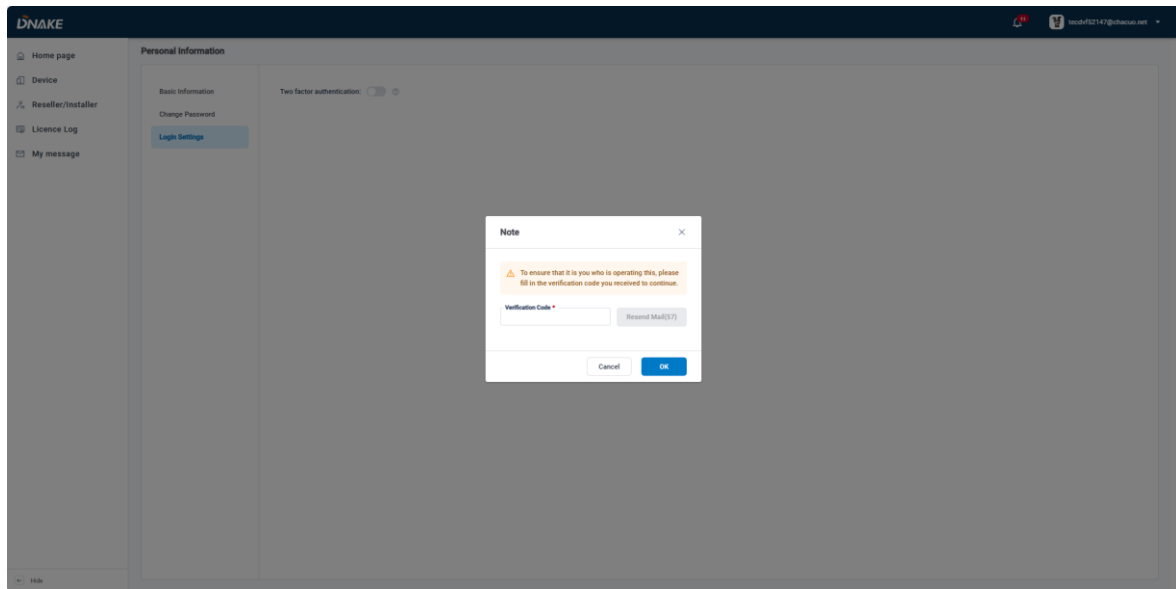 DNAKE
11
tecdvf52147@chacuo.net
Home page
Device
Reseller/Installer
Licence Log
My message
Hide
Personal Information
Basic Information
Change Password
Login Settings
Two factor authentication:
Note
To ensure that it is you who is operating this, please
fill in the verification code you received to continue.
Verification Code *
Resend Mail(57)
Cancel
OK